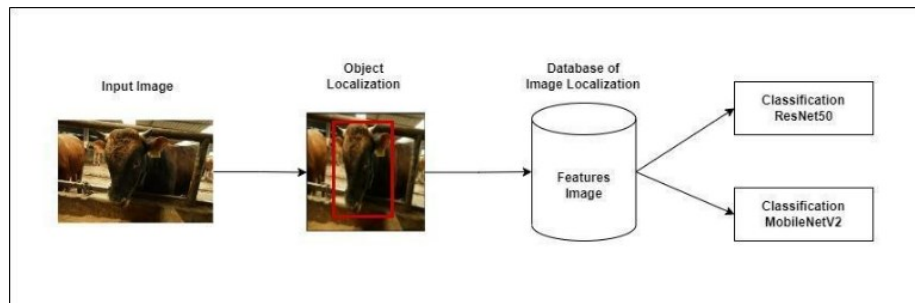 Input Image
Object
Localization
Database of
Image Localization
Features
Image
Classification
ResNet50
Classification
MobileNetV2